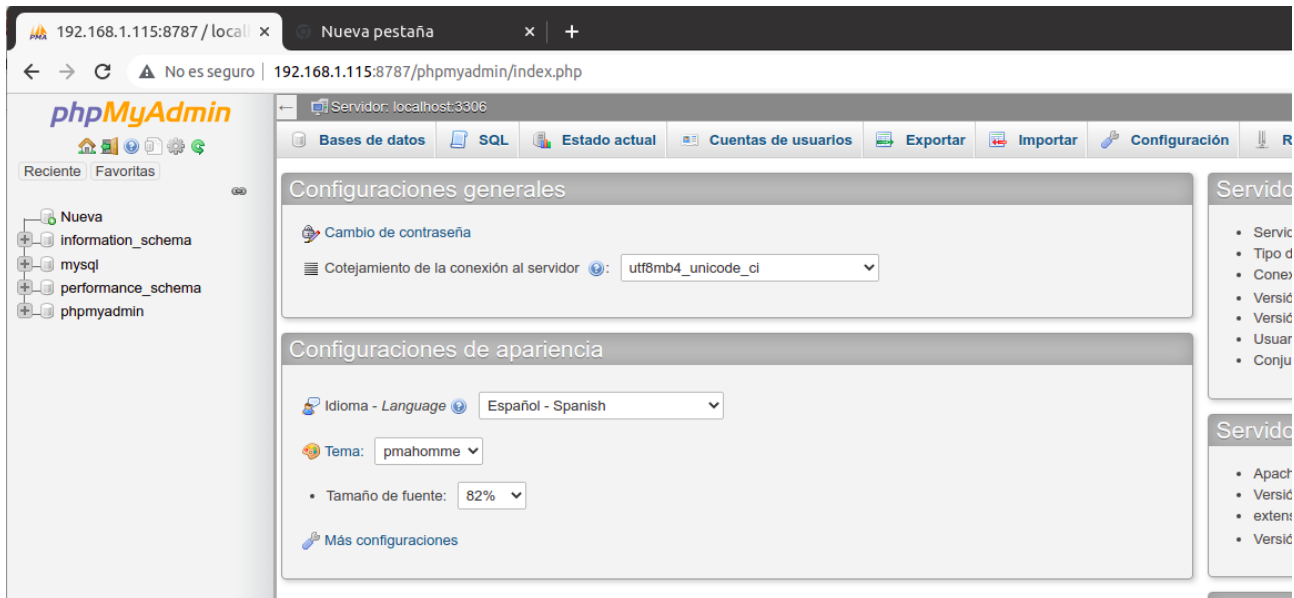 192.168.1.115:8787 / local
Nueva pestaña
No es seguro
192.168.1.115:8787/phpmyadmin/index.php
phpMyAdmin
Reciente Favoritas
Nueva
information_schema
mysql
performance_schema
phpmyadmin
Servidor: localhost:3306
Bases de datos SQL Estado actual Cuentas de usuarios Exportar Importar Configuración R
Configuraciones generales
Cambio de contraseña
Cotejamiento de la conexión al servidor : utf8mb4_unicode_ci
Configuraciones de apariencia
Idioma - Language Español - Spanish
Tema: pmahomme
• Tamaño de fuente: 82%
Más configuraciones